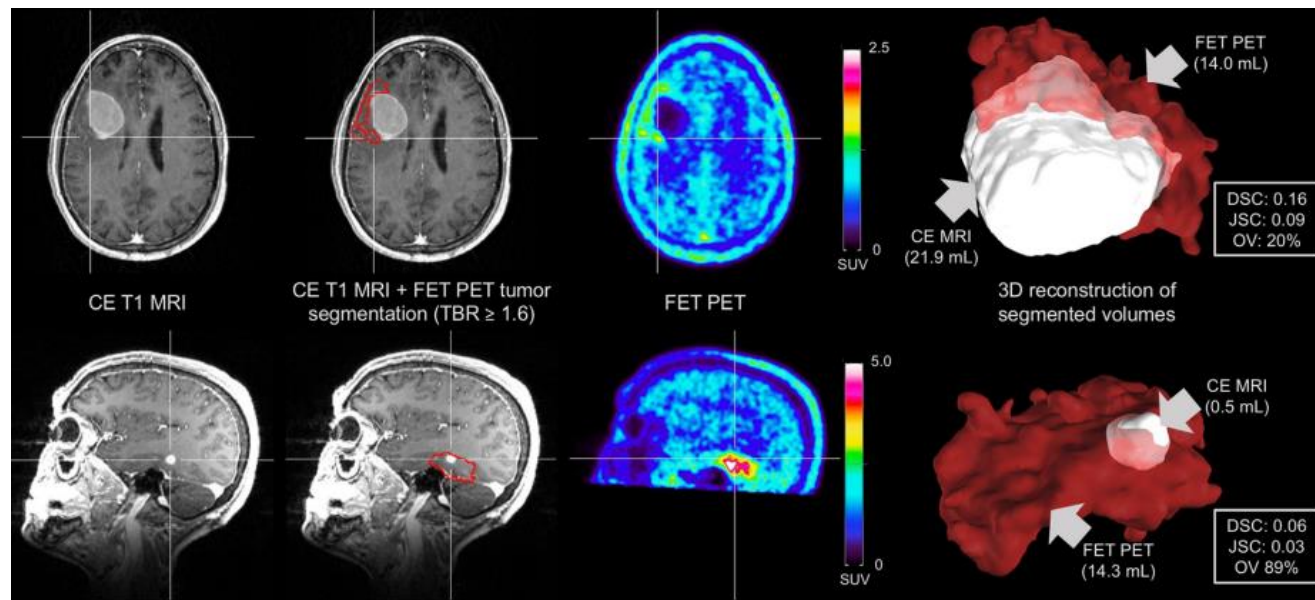 2.5
0
SUV
FET PET
(14.0 mL)
CE MRI
(21.9 mL)
DSC: 0.16
JSC: 0.09
OV: 20%
CE T1 MRI
CE T1 MRI + FET PET tumor
segmentation (TBR ≥ 1.6)
FET PET
3D reconstruction of
segmented volumes
5.0
0
SUV
CE MRI
(0.5 mL)
FET PET
(14.3 mL)
DSC: 0.06
JSC: 0.03
OV 89%